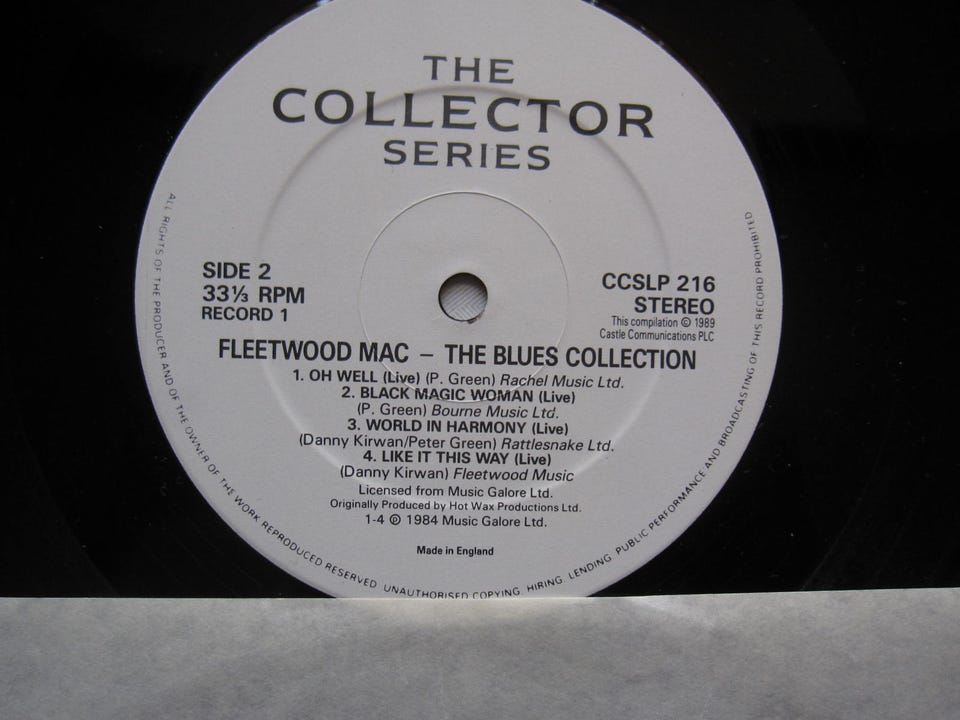 THE
COLLECTOR
SERIES
SIDE 2
33⅓ RPM
RECORD 1
CCSLP 216
STEREO
This compilation © 1989
Castle Communications PLC
FLEETWOOD MAC – THE BLUES COLLECTION
1. OH WELL (Live) (P. Green) Rachel Music Ltd.
2. BLACK MAGIC WOMAN (Live)
(P. Green) Bourne Music Ltd.
3. WORLD IN HARMONY (Live)
(Danny Kirwan/Peter Green) Rattlesnake Ltd.
4. LIKE IT THIS WAY (Live)
(Danny Kirwan) Fleetwood Music
Licensed from Music Galore Ltd.
Originally Produced by Hot Wax Productions Ltd.
1-4 ℗ 1984 Music Galore Ltd.
Made in England
ALL RIGHTS OF THE PRODUCER AND OF THE OWNER OF THE WORK REPRODUCED RESERVED UNAUTHORISED COPYING, HIRING, LENDING, PUBLIC PERFORMANCE AND BROADCASTING OF THIS RECORD PROHIBITED